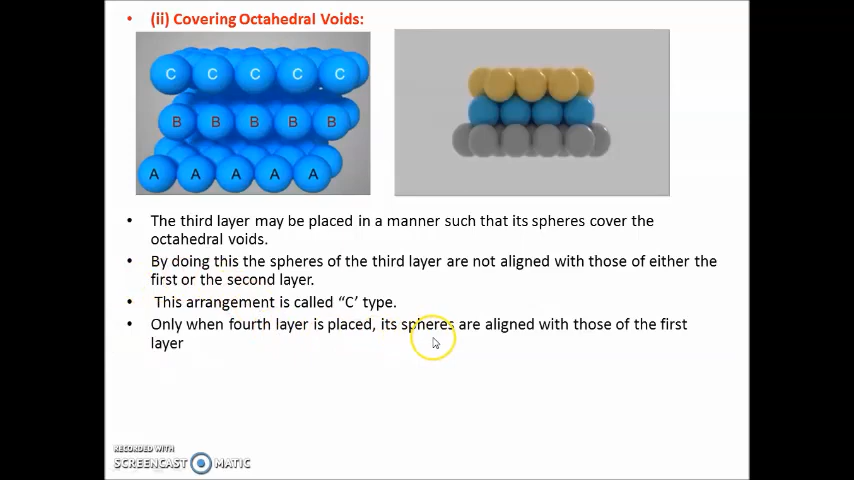 (ii) Covering Octahedral Voids:
C C C C C
B B B B B
A A A A A
The third layer may be placed in a manner such that its spheres cover the
octahedral voids.
By doing this the spheres of the third layer are not aligned with those of either the
first or the second layer.
This arrangement is called “C’ type.
Only when fourth layer is placed, its spheres are aligned with those of the first
layer
RECORDED WITH
SCREENCAST MATIC